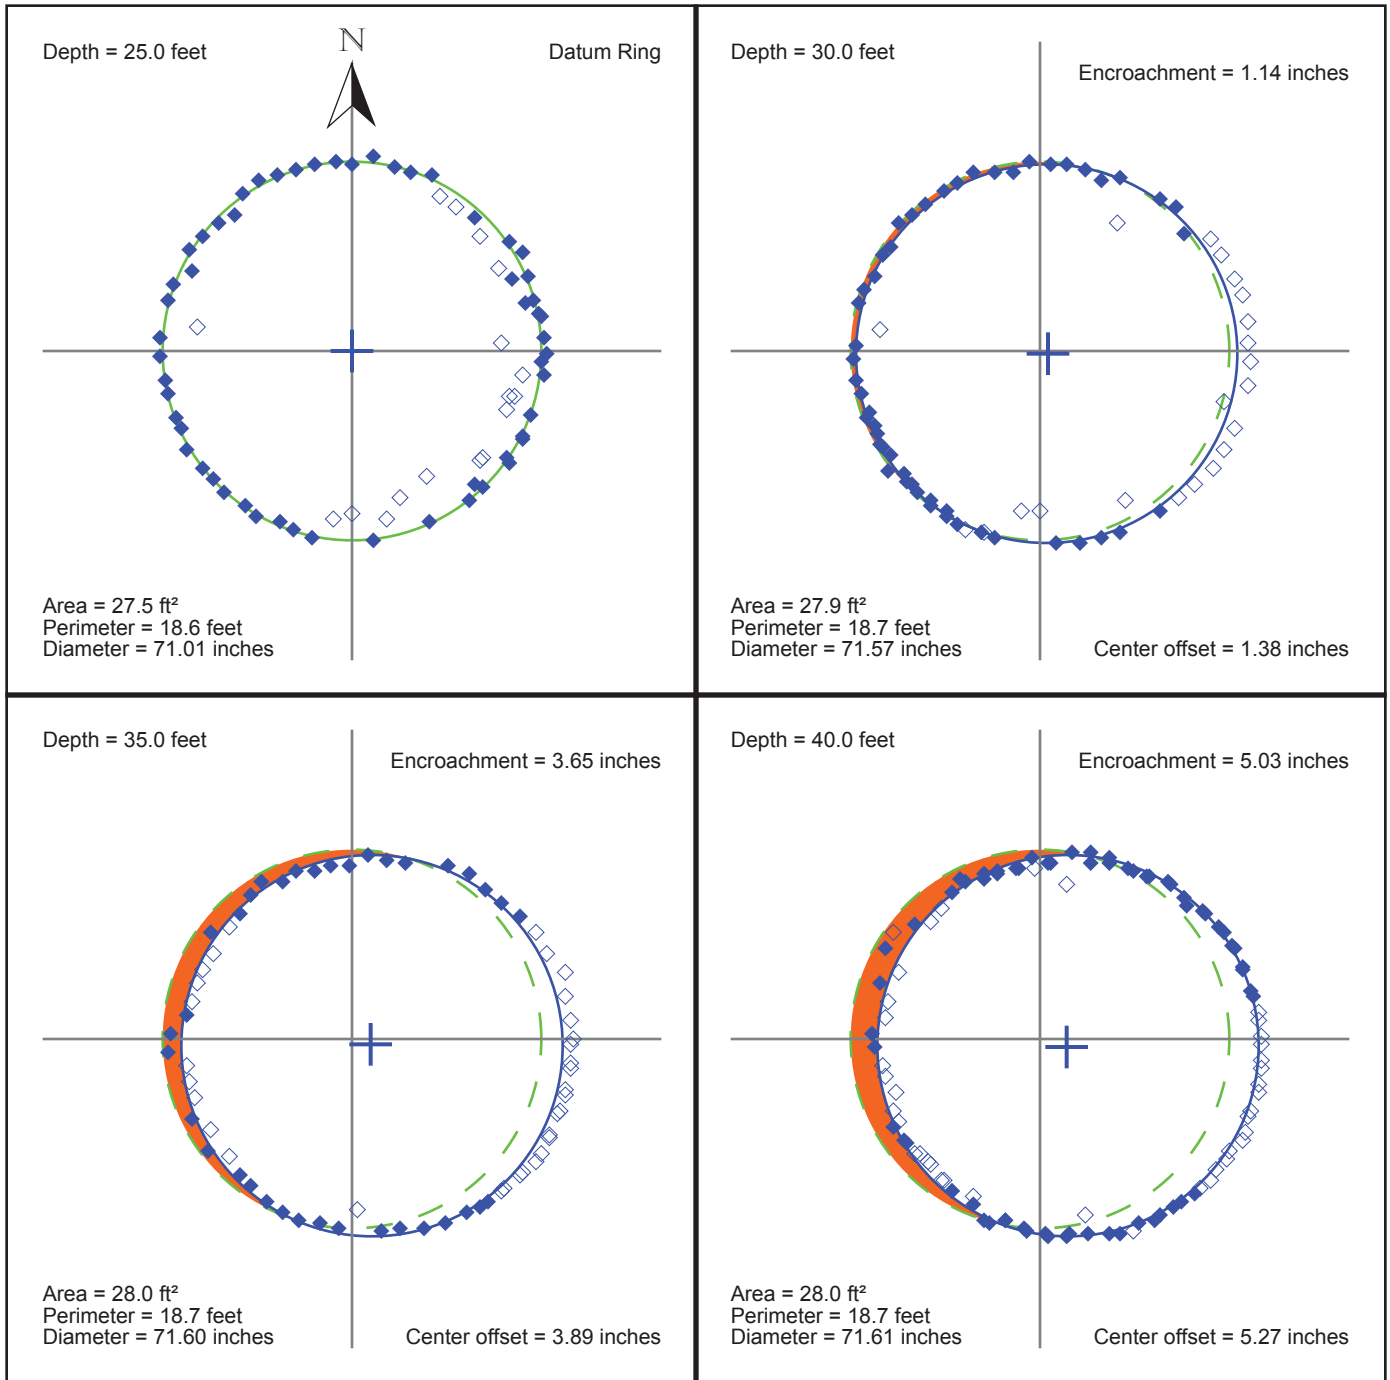 Depth = 25.0 feet
N
Datum Ring
Area = 27.5 ft²
Perimeter = 18.6 feet
Diameter = 71.01 inches
Depth = 30.0 feet
Encroachment = 1.14 inches
Area = 27.9 ft²
Perimeter = 18.7 feet
Diameter = 71.57 inches
Center offset = 1.38 inches
Depth = 35.0 feet
Encroachment = 3.65 inches
Area = 28.0 ft²
Perimeter = 18.7 feet
Diameter = 71.60 inches
Center offset = 3.89 inches
Depth = 40.0 feet
Encroachment = 5.03 inches
Area = 28.0 ft²
Perimeter = 18.7 feet
Diameter = 71.61 inches
Center offset = 5.27 inches